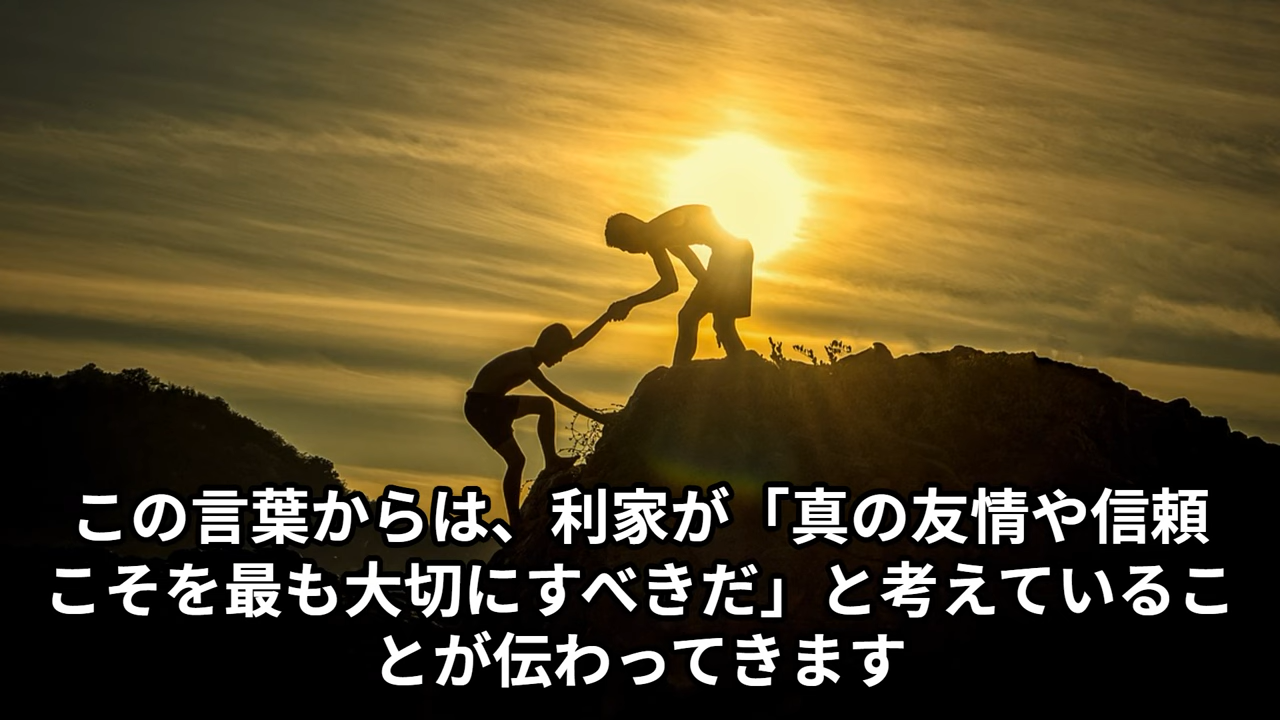 この言葉からは、利家が「真の友情や信頼
こそを最も大切にすべきだ」と考えているこ
とが伝わってきます